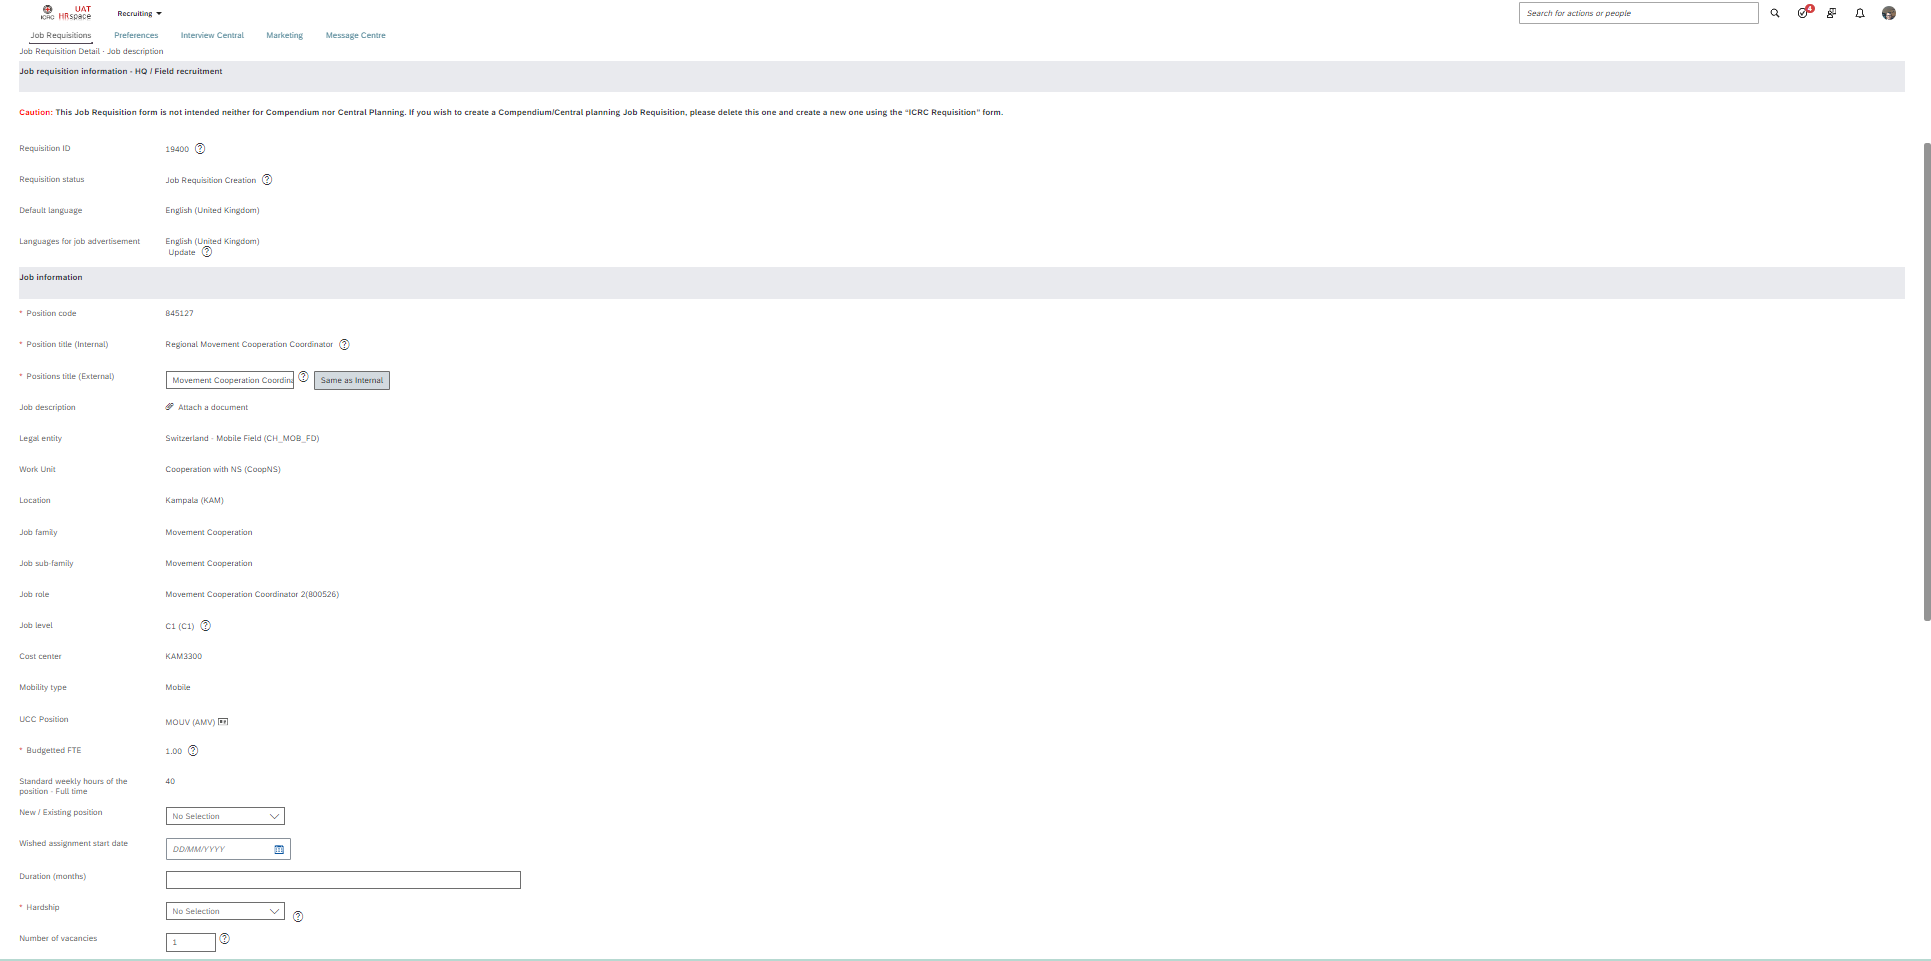 ICRC
UAT
HRspace
Recruiting
Search for actions or people
4
Job Requisitions
Preferences
Interview Central
Marketing
Message Centre
Job Requisition Detail - Job description
Job requisition information - HQ / Field recruitment
Caution: This Job Requisition form is not intended neither for Compendium nor Central Planning. If you wish to create a Compendium/Central planning Job Requisition, please delete this one and create a new one using the "ICRC Requisition" form.
Requisition ID
19400 ?
Requisition status
Job Requisition Creation ?
Default language
English (United Kingdom)
Languages for job advertisement
English (United Kingdom)
Update ?
Job information
* Position code
845127
* Position title (Internal)
Regional Movement Cooperation Coordinator ?
* Positions title (External)
Movement Cooperation Coordina
? Same as Internal
Job description
Attach a document
Legal entity
Switzerland - Mobile Field (CH_MOB_FD)
Work Unit
Cooperation with NS (CoopNS)
Location
Kampala (KAM)
Job family
Movement Cooperation
Job sub-family
Movement Cooperation
Job role
Movement Cooperation Coordinator 2(800526)
Job level
C1 (C1) ?
Cost center
KAM3300
Mobility type
Mobile
UCC Position
MOUV (AMV)
* Budgetted FTE
1.00 ?
Standard weekly hours of the
position - Full time
40
New / Existing position
No Selection
Wished assignment start date
DD/MM/YYYY
Duration (months)
* Hardship
No Selection
?
Number of vacancies
1 ?